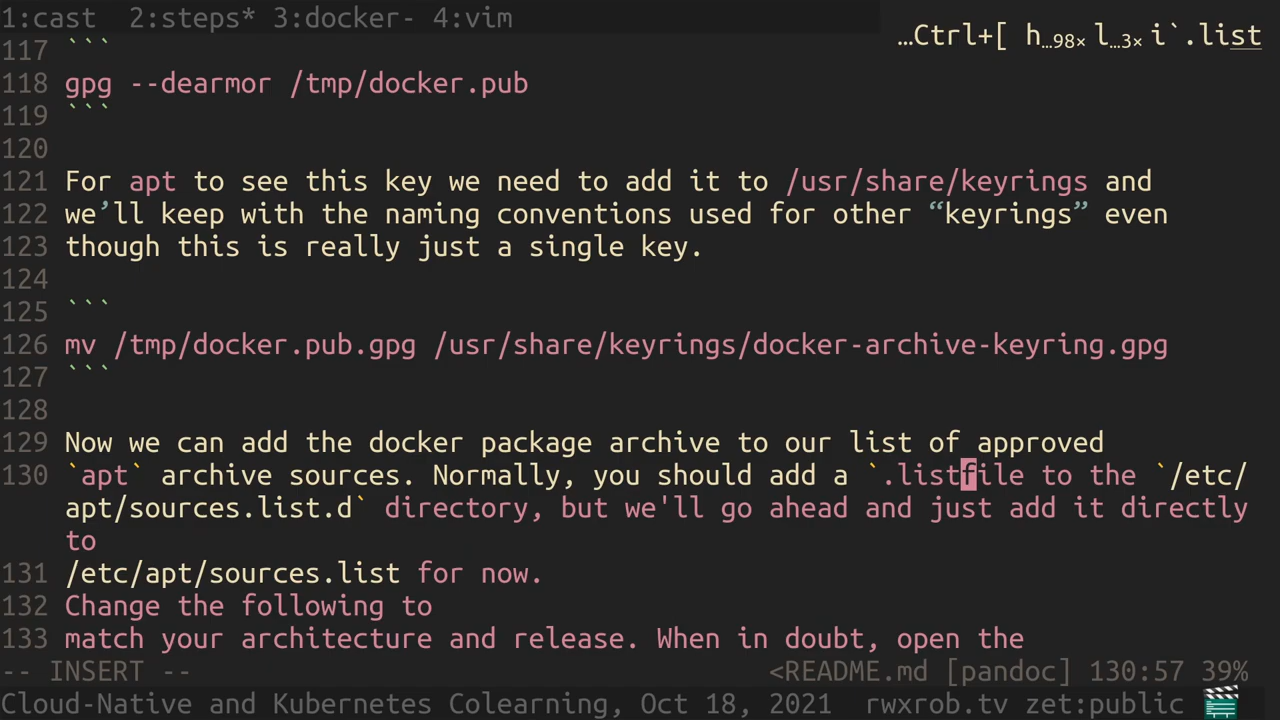 1:cast 2:steps* 3:docker- 4:vim
…Ctrl+[ h…98× l…3× i`.list
117 ```
118 gpg --dearmor /tmp/docker.pub
119 ```
120
121 For apt to see this key we need to add it to /usr/share/keyrings and
122 we’ll keep with the naming conventions used for other “keyrings” even
123 though this is really just a single key.
124
125 ```
126 mv /tmp/docker.pub.gpg /usr/share/keyrings/docker-archive-keyring.gpg
127 ```
128
129 Now we can add the docker package archive to our list of approved
130 `apt` archive sources. Normally, you should add a `.listfile to the `/etc/
apt/sources.list.d` directory, but we'll go ahead and just add it directly
to
131 /etc/apt/sources.list for now.
132 Change the following to
133 match your architecture and release. When in doubt, open the
-- INSERT -- <README.md [pandoc] 130:57 39%
Cloud-Native and Kubernetes Colearning, Oct 18, 2021 rwxrob.tv zet:public 🎬